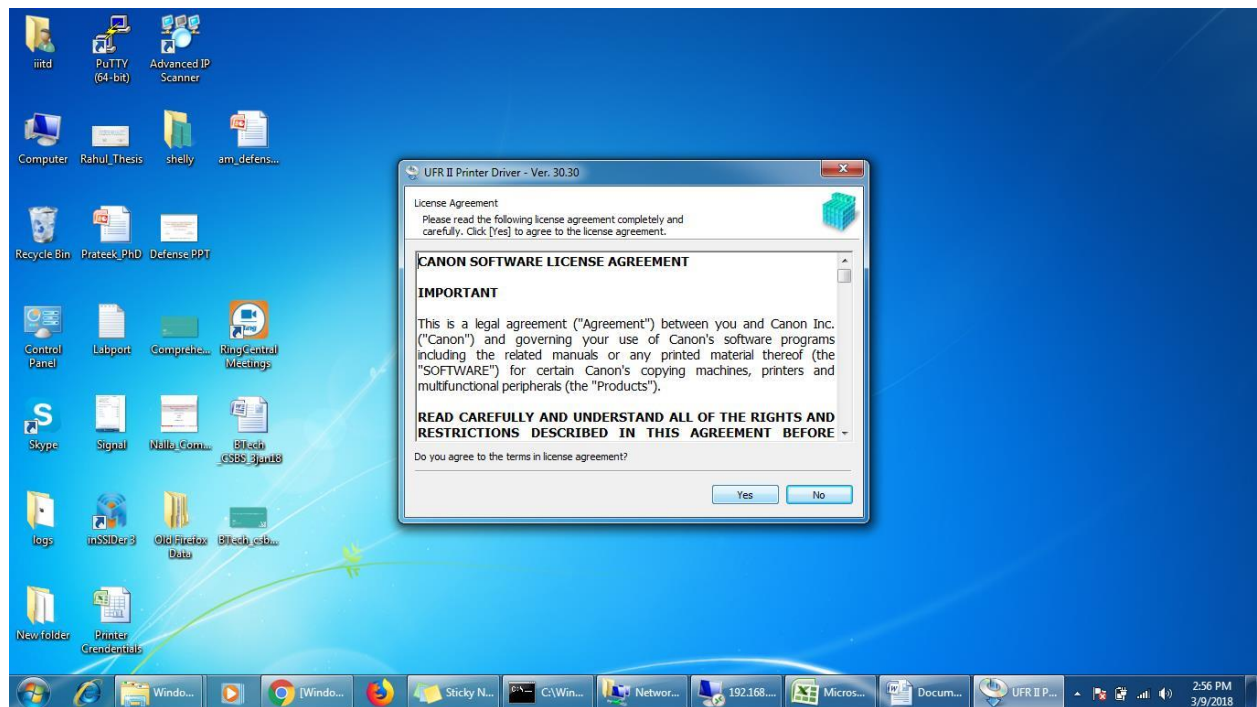 iiitd
PuTTY
(64-bit)
Advanced IP
Scanner
Computer
Rahul_Thesis
shelly
am_defens...
Recycle Bin
Prateek_PhD
Defense PPT
Control
Panel
Labport
Comprehe...
RingCentral
Meetings
Skype
Signal
Naila_Com...
BTech
_CSBS_3jan18
logs
inSSIDer 3
Old Firefox
Data
BTech_csb...
New folder
Printer
Crendentials
UFR II Printer Driver - Ver. 30.30
License Agreement
Please read the following license agreement completely and
carefully. Click [Yes] to agree to the license agreement.
CANON SOFTWARE LICENSE AGREEMENT
IMPORTANT
This is a legal agreement ("Agreement") between you and Canon Inc.
("Canon") and governing your use of Canon's software programs
including the related manuals or any printed material thereof (the
"SOFTWARE") for certain Canon's copying machines, printers and
multifunctional peripherals (the "Products").
READ CAREFULLY AND UNDERSTAND ALL OF THE RIGHTS AND
RESTRICTIONS DESCRIBED IN THIS AGREEMENT BEFORE
Do you agree to the terms in license agreement?
Yes
No
Windo...
[Windo...
Sticky N...
C:\Win...
Networ...
192.168....
Micros...
Docum...
UFR II P...
2:56 PM
3/9/2018